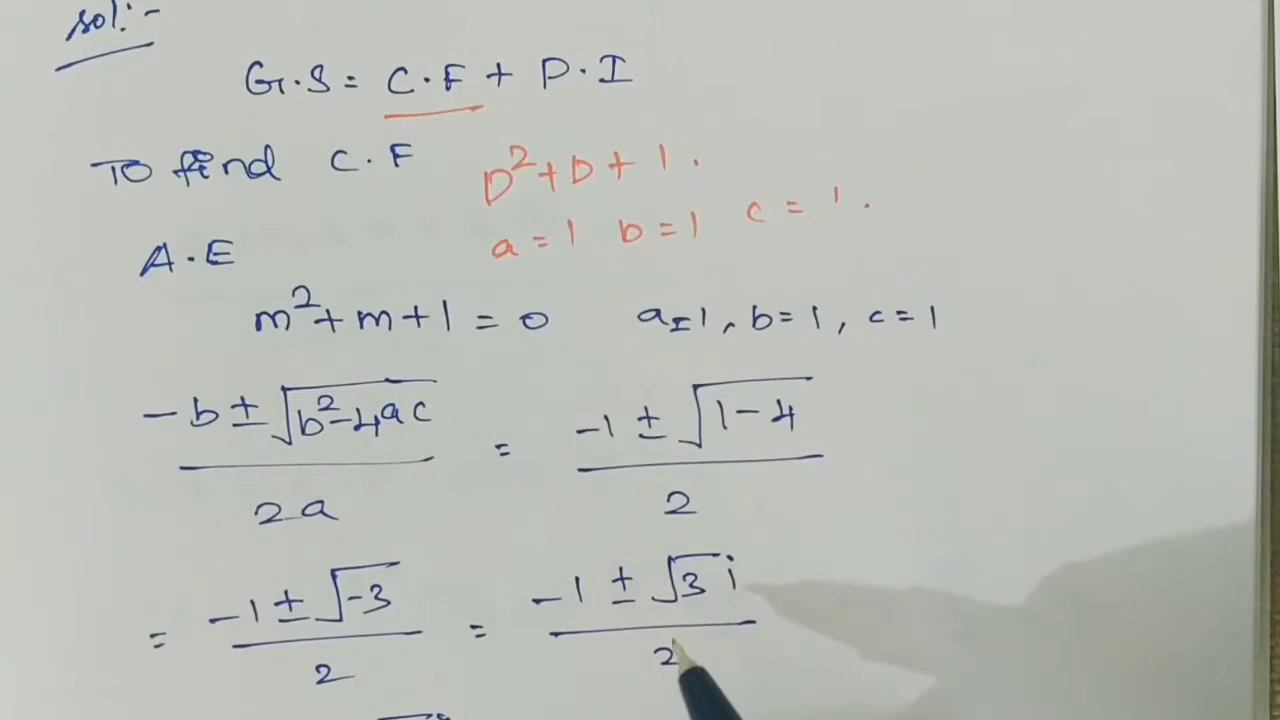 sol:-
G.S = C.F + P.I
To find C.F
D²+D+1.
a=1 b=1 c=1.
A.E
m²+m+1=0 a=1, b=1, c=1
(-b±√(b²-4ac))/2a = (-1±√(1-4))/2
= (-1±√-3)/2 = (-1±√3 i)/2